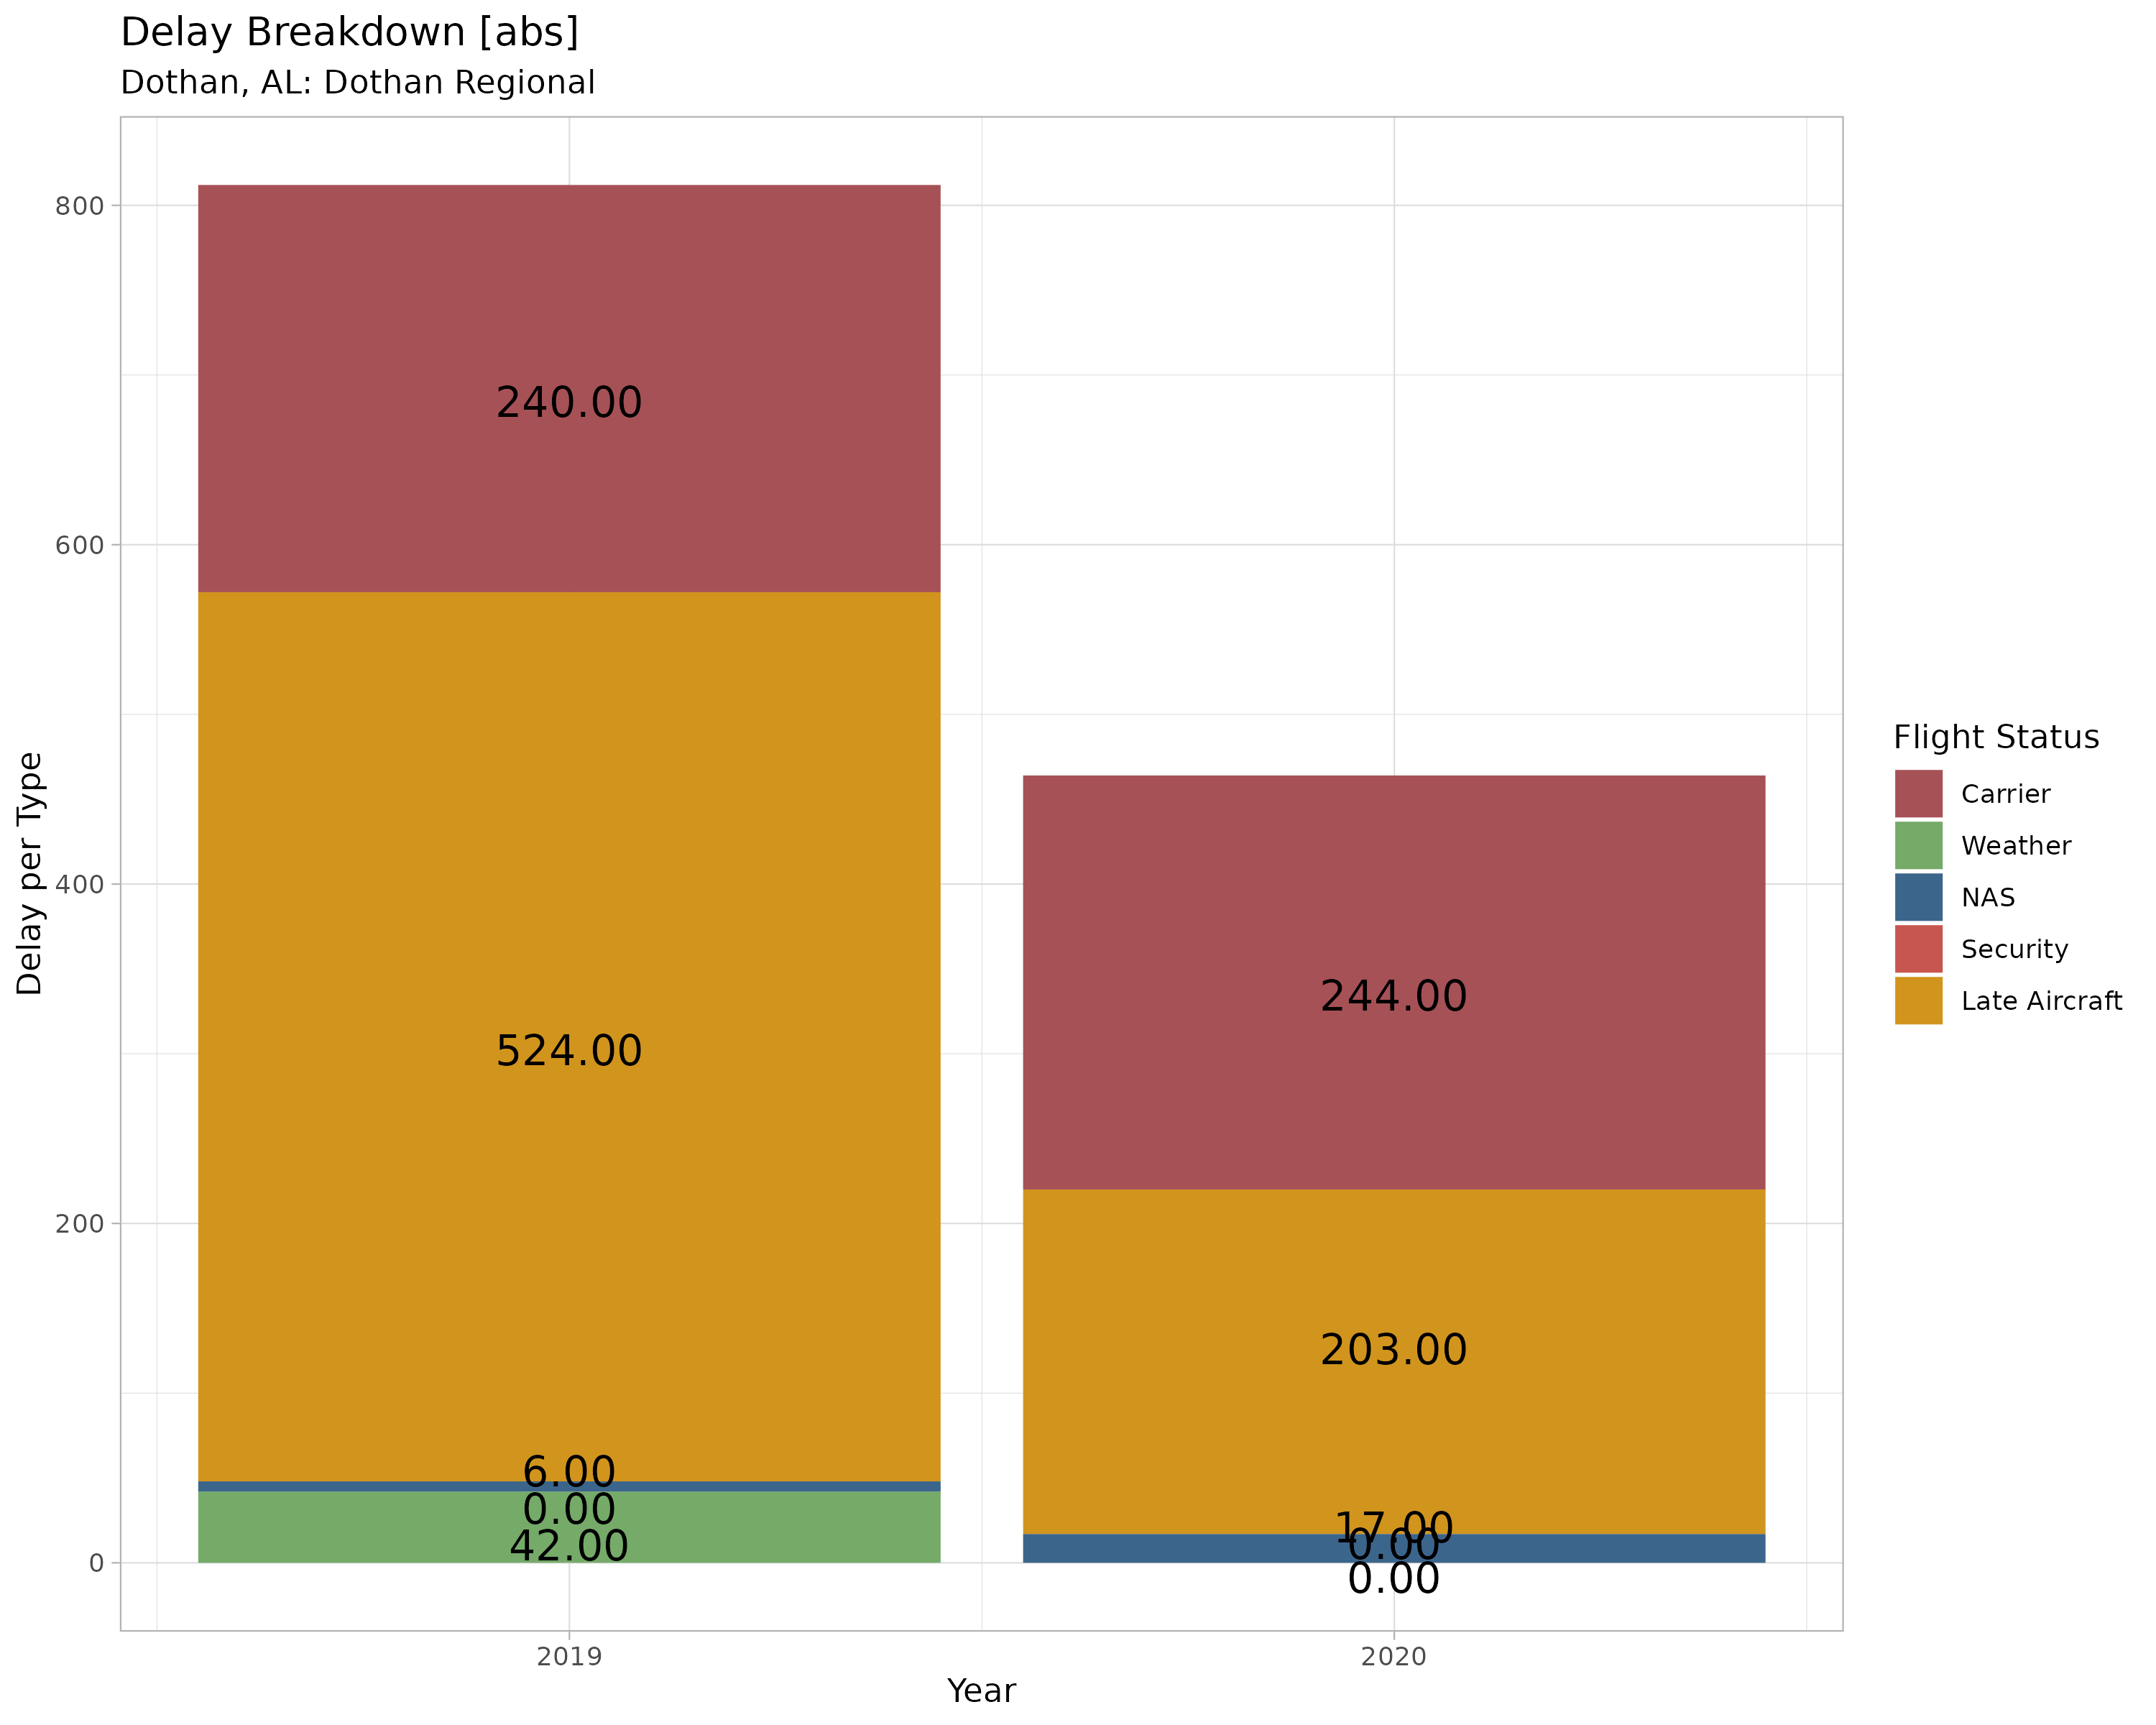 Delay Breakdown [abs]
Dothan, AL: Dothan Regional
Delay per Type
800
600
400
200
0
240.00
524.00
6.00
0.00
42.00
244.00
203.00
17.00
0.00
0.00
2019
2020
Year
Flight Status
Carrier
Weather
NAS
Security
Late Aircraft